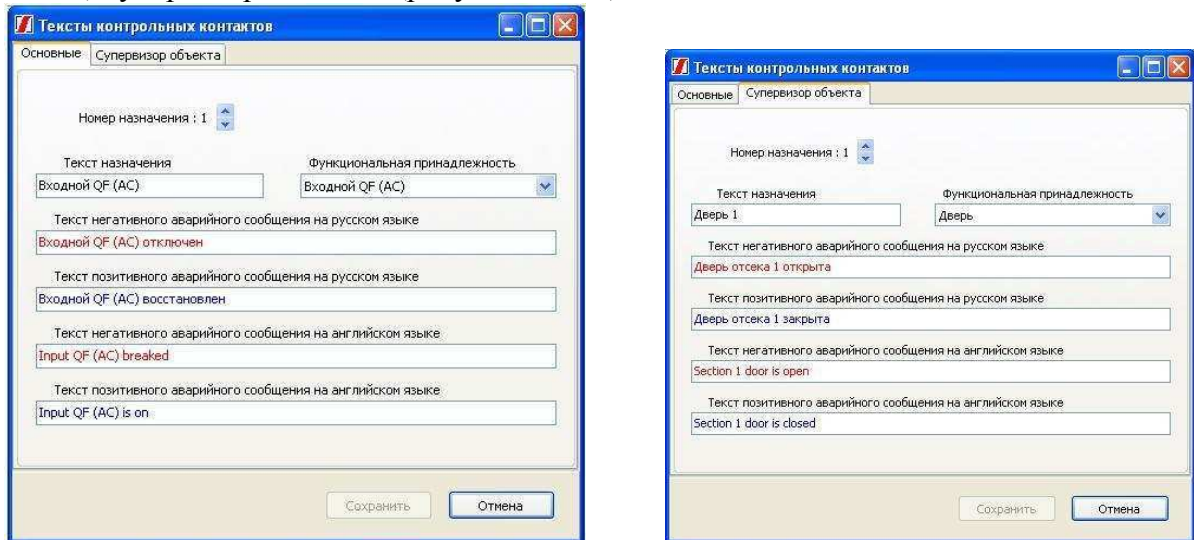 Тексты контрольных контактов
Основные Супервизор объекта
Номер назначения : 1
Текст назначения Функциональная принадлежность
Входной QF (AC) Входной QF (AC)
Текст негативного аварийного сообщения на русском языке
Входной QF (AC) отключен
Текст позитивного аварийного сообщения на русском языке
Входной QF (AC) восстановлен
Текст негативного аварийного сообщения на английском языке
Input QF (AC) breaked
Текст позитивного аварийного сообщения на английском языке
Input QF (AC) is on
Сохранить Отмена
Тексты контрольных контактов
Основные Супервизор объекта
Номер назначения : 1
Текст назначения Функциональная принадлежность
Дверь 1 Дверь
Текст негативного аварийного сообщения на русском языке
Дверь отсека 1 открыта
Текст позитивного аварийного сообщения на русском языке
Дверь отсека 1 закрыта
Текст негативного аварийного сообщения на английском языке
Section 1 door is open
Текст позитивного аварийного сообщения на английском языке
Section 1 door is closed
Сохранить Отмена